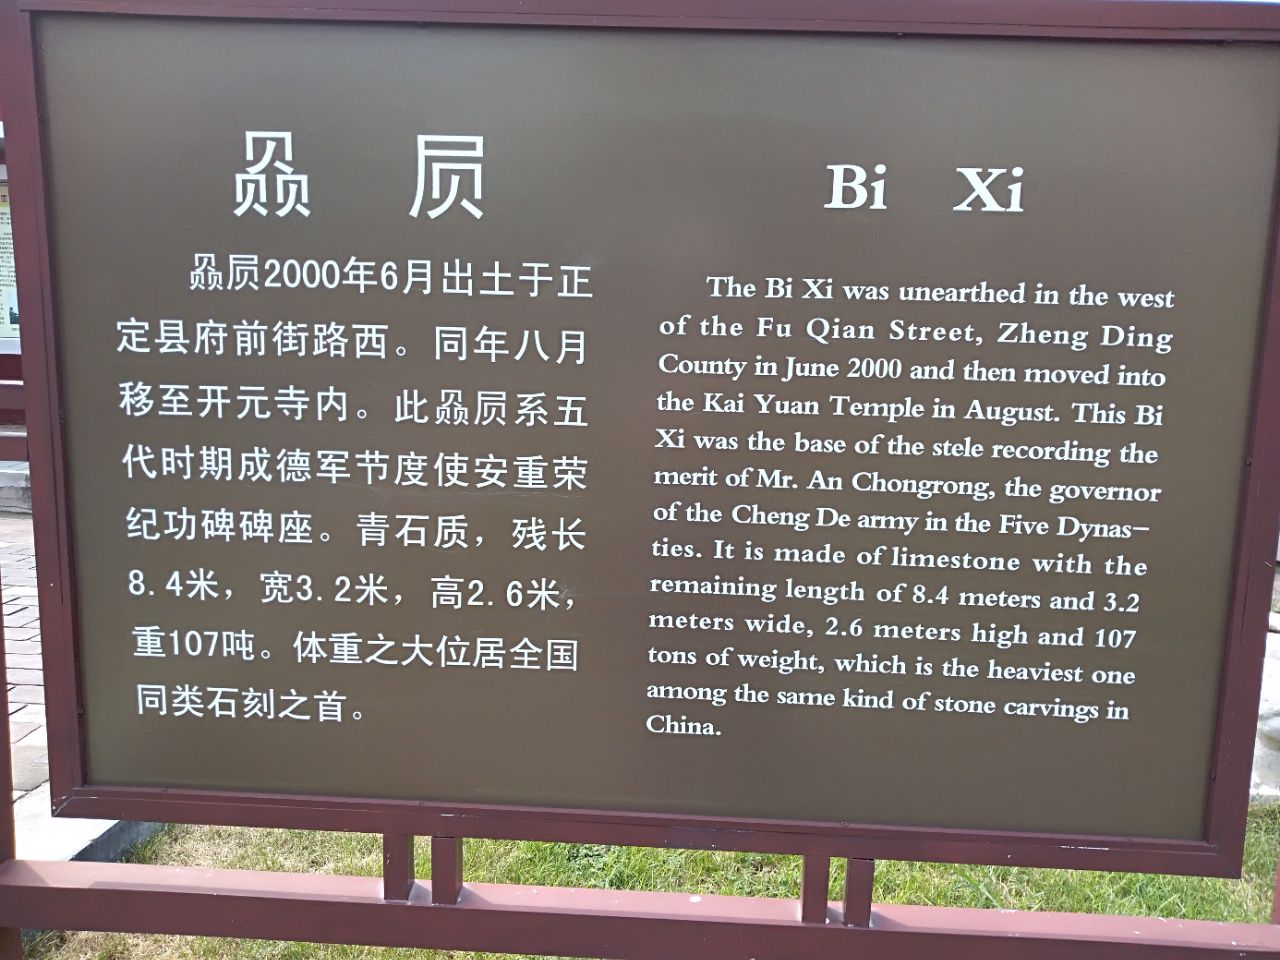 赑 屃
赑屃2000年6月出土于正
定县府前街路西。同年八月
移至开元寺内。此赑屃系五
代时期成德军节度使安重荣
纪功碑碑座。青石质，残长
8.4米，宽3.2米，高2.6米，
重107吨。体重之大位居全国
同类石刻之首。
Bi Xi
The Bi Xi was unearthed in the west
of the Fu Qian Street, Zheng Ding
County in June 2000 and then moved into
the Kai Yuan Temple in August. This Bi
Xi was the base of the stele recording the
merit of Mr. An Chongrong, the governor
of the Cheng De army in the Five Dynas-
ties. It is made of limestone with the
remaining length of 8.4 meters and 3.2
meters wide, 2.6 meters high and 107
tons of weight, which is the heaviest one
among the same kind of stone carvings in
China.